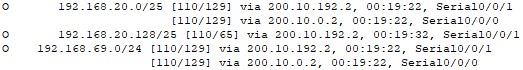 O 192.168.20.0/25 [110/129] via 200.10.192.2, 00:19:22, Serial0/0/1
[110/129] via 200.10.0.2, 00:19:22, Serial0/0/0
O 192.168.20.128/25 [110/65] via 200.10.192.2, 00:19:32, Serial0/0/1
O 192.168.69.0/24 [110/129] via 200.10.192.2, 00:19:22, Serial0/0/1
[110/129] via 200.10.0.2, 00:19:22, Serial0/0/0